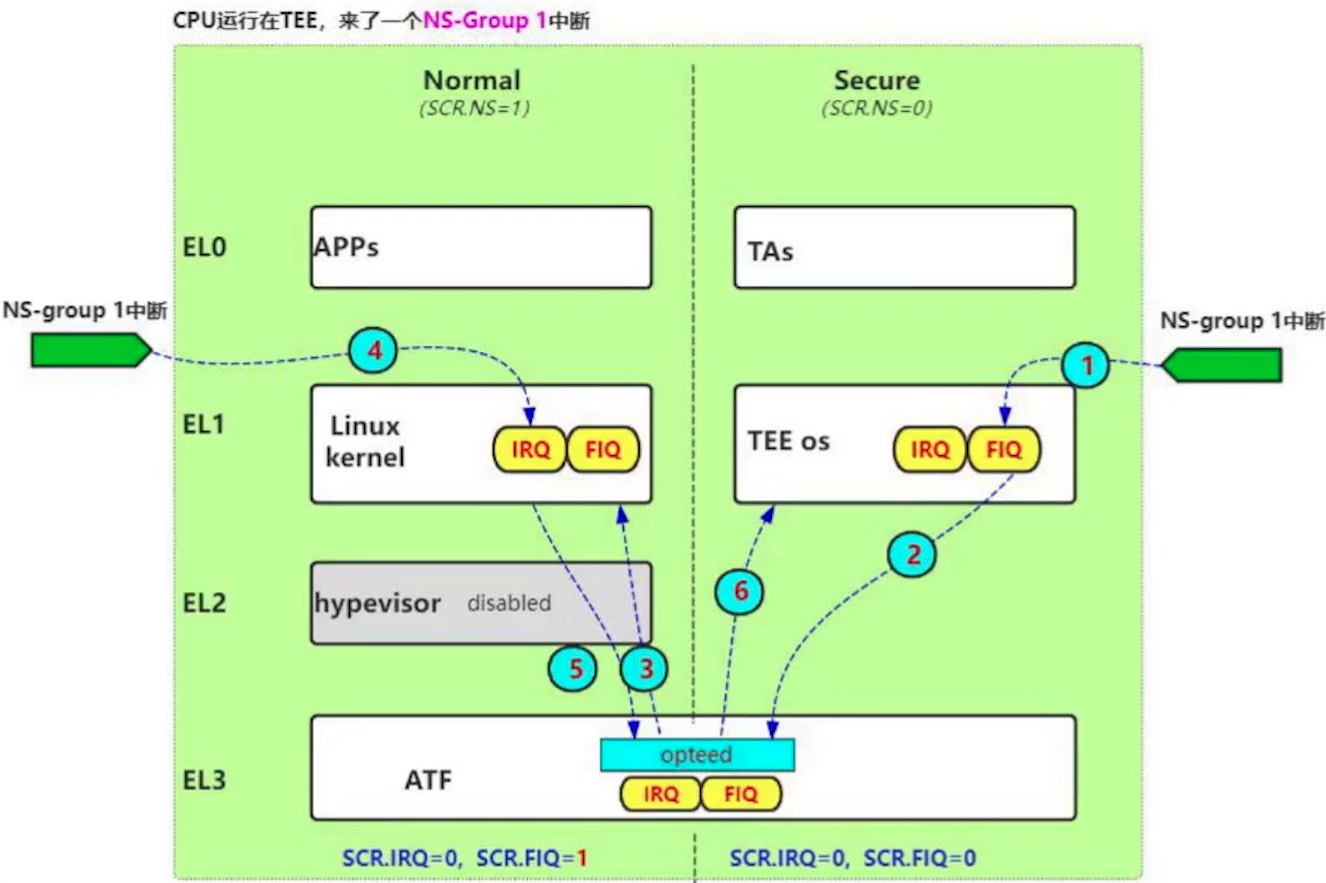 CPU运行在TEE，来了一个NS-Group 1中断
Normal
(SCR.NS=1)
Secure
(SCR.NS=0)
EL0
APPs
TAs
NS-group 1中断
NS-group 1中断
4
1
EL1
Linux
kernel
IRQ
FIQ
TEE os
IRQ
FIQ
2
EL2
hypevisor
disabled
6
5
3
EL3
ATF
opteed
IRQ
FIQ
SCR.IRQ=0, SCR.FIQ=1
SCR.IRQ=0, SCR.FIQ=0